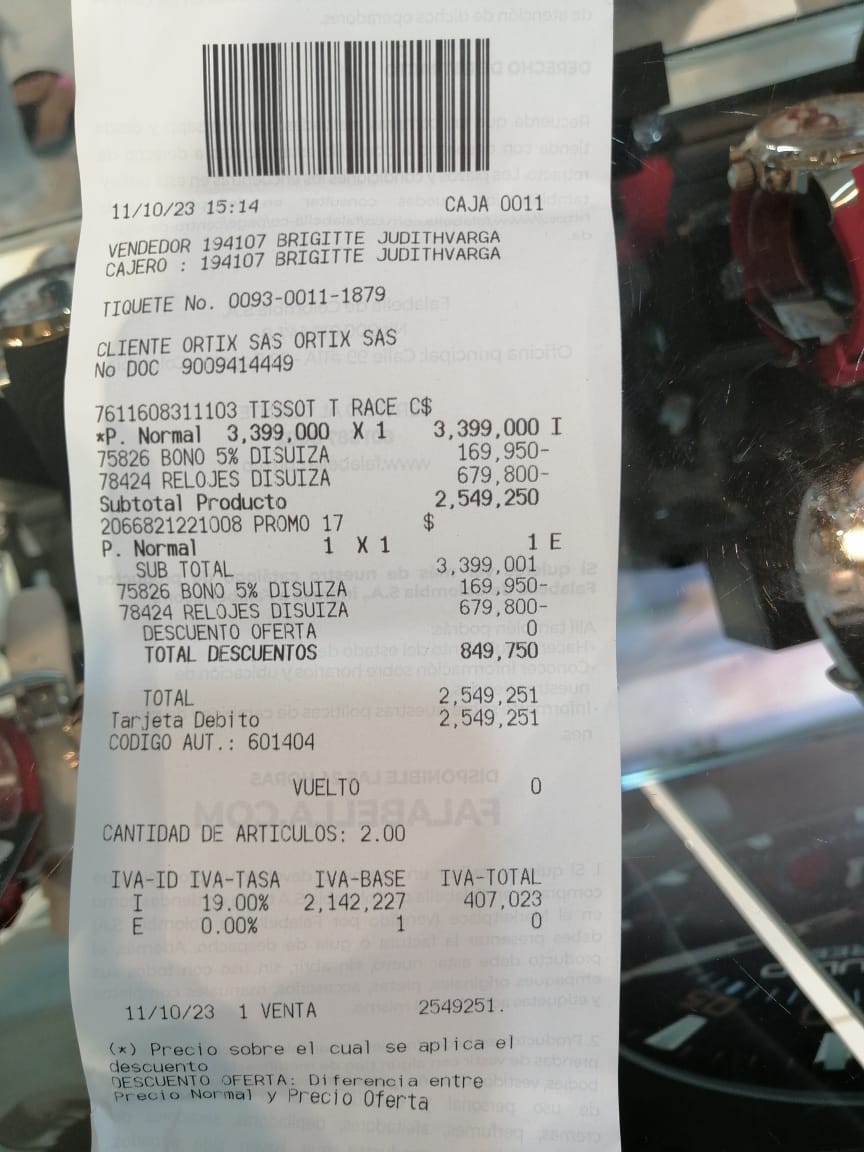 11/10/23 15:14 CAJA 0011
VENDEDOR 194107 BRIGITTE JUDITHVARGA
CAJERO : 194107 BRIGITTE JUDITHVARGA
TIQUETE No. 0093-0011-1879
CLIENTE ORTIX SAS ORTIX SAS
No DOC 9009414449
7611608311103 TISSOT T RACE C$
*P. Normal 3,399,000 X 1 3,399,000 I
75826 BONO 5% DISUIZA 169,950-
78424 RELOJES DISUIZA 679,800-
Subtotal Producto 2,549,250
2066821221008 PROMO 17 $
P. Normal 1 X 1 1 E
SUB TOTAL 3,399,001
75826 BONO 5% DISUIZA 169,950-
78424 RELOJES DISUIZA 679,800-
DESCUENTO OFERTA 0
TOTAL DESCUENTOS 849,750
TOTAL 2,549,251
Tarjeta Debito 2,549,251
CODIGO AUT.: 601404
VUELTO 0
CANTIDAD DE ARTICULOS: 2.00
IVA-ID IVA-TASA IVA-BASE IVA-TOTAL
I 19.00% 2,142,227 407,023
E 0.00% 1 0
11/10/23 1 VENTA 2549251.
(*) Precio sobre el cual se aplica el
descuento
DESCUENTO OFERTA: Diferencia entre
Precio Normal y Precio Oferta